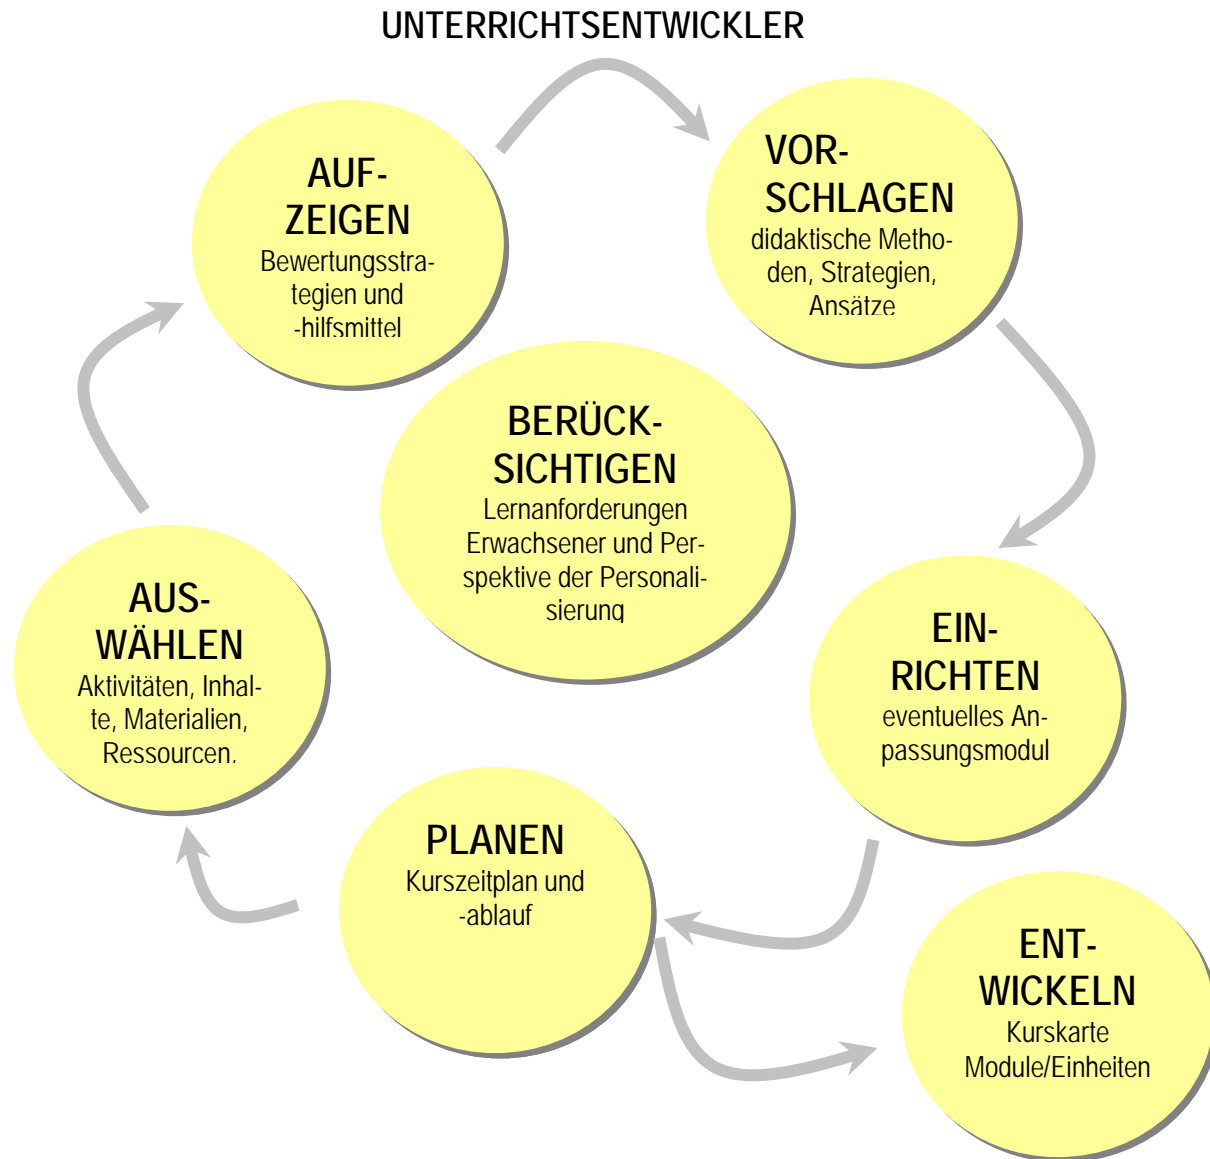 UNTERRICHTSENTWICKLER
AUF-
ZEIGEN
Bewertungsstra-
tegien und
-hilfsmittel
VOR-
SCHLAGEN
didaktische Metho-
den, Strategien,
Ansätze
BERÜCK-
SICHTIGEN
Lernanforderungen
Erwachsener und Per-
spektive der Personali-
sierung
AUS-
WÄHLEN
Aktivitäten, Inhal-
te, Materialien,
Ressourcen.
EIN-
RICHTEN
eventuelles An-
passungsmodul
PLANEN
Kurszeitplan und
-ablauf
ENT-
WICKELN
Kurskarte
Module/Einheiten